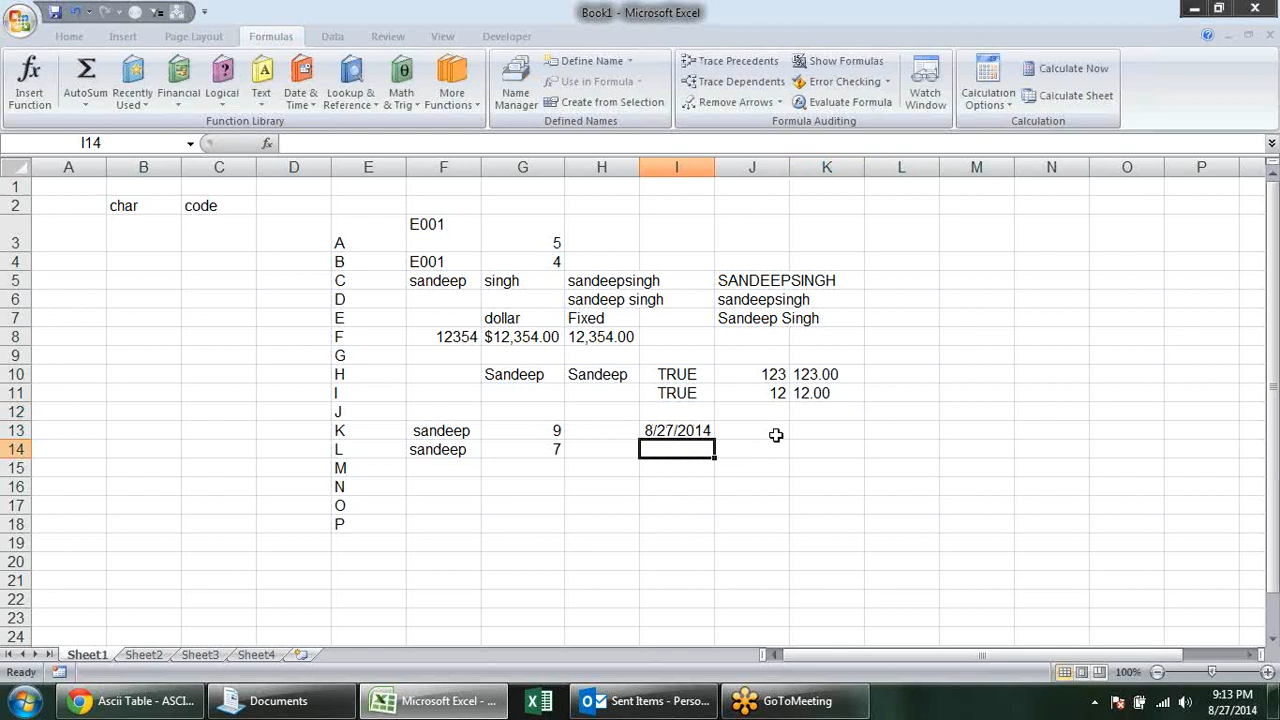 Book1 - Microsoft Excel
Home Insert Page Layout Formulas Data Review View Developer
Insert Function
AutoSum
Recently Used
Financial
Logical
Text
Date & Time
Lookup & Reference
Math & Trig
More Functions
Function Library
Name Manager
Define Name
Use in Formula
Create from Selection
Defined Names
Trace Precedents
Trace Dependents
Remove Arrows
Show Formulas
Error Checking
Evaluate Formula
Formula Auditing
Watch Window
Calculation Options
Calculate Now
Calculate Sheet
Calculation
I14 fx
A B C D E F G H I J K L M N O P
1
2 char code
3 A E001 5
4 B E001 4
5 C sandeep singh sandeepsingh SANDEEPSINGH
6 D sandeep singh sandeepsingh
7 E dollar Fixed Sandeep Singh
8 F 12354 $12,354.00 12,354.00
9 G
10 H Sandeep Sandeep TRUE 123 123.00
11 I TRUE 12 12.00
12 J
13 K sandeep 9 8/27/2014
14 L sandeep 7
15 M
16 N
17 O
18 P
19
20
21
22
23
24
Sheet1 Sheet2 Sheet3 Sheet4
Ready 100%
Ascii Table - ASCI... Documents Microsoft Excel - ... Sent Items - Perso... GoToMeeting
9:13 PM
8/27/2014